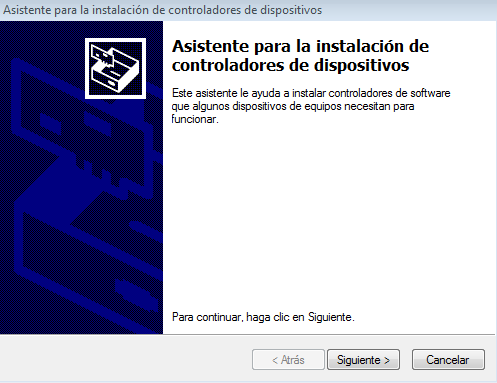 Asistente para la instalación de controladores de dispositivos
Asistente para la instalación de
controladores de dispositivos
Este asistente le ayuda a instalar controladores de software
que algunos dispositivos de equipos necesitan para
funcionar.
Para continuar, haga clic en Siguiente.
< Atrás
Siguiente >
Cancelar